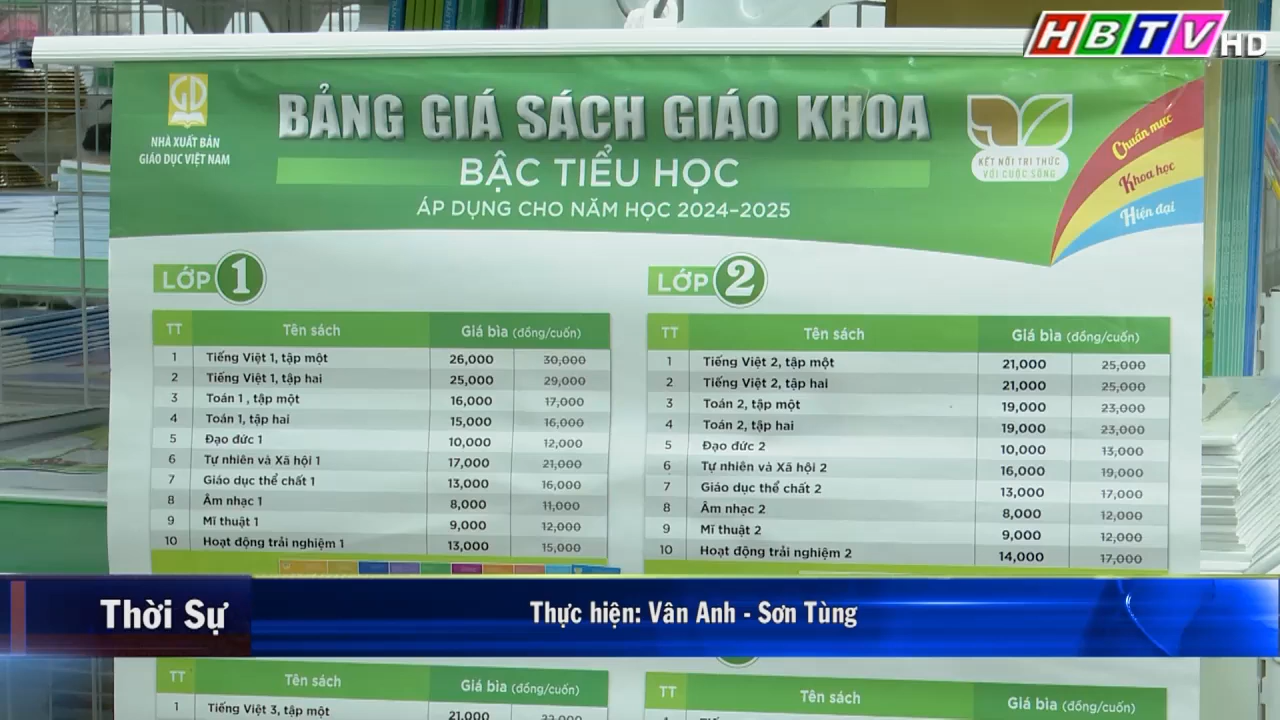 HBTV HD
NHÀ XUẤT BẢN
GIÁO DỤC VIỆT NAM
BẢNG GIÁ SÁCH GIÁO KHOA
BẬC TIỂU HỌC
ÁP DỤNG CHO NĂM HỌC 2024-2025
KẾT NỐI TRI THỨC
VỚI CUỘC SỐNG
Chuẩn mực
Khoa học
Hiện đại
LỚP 1
TT Tên sách Giá bìa (đồng/cuốn)
1 Tiếng Việt 1, tập một 26,000 30,000
2 Tiếng Việt 1, tập hai 25,000 29,000
3 Toán 1 , tập một 16,000 17,000
4 Toán 1, tập hai 15,000 16,000
5 Đạo đức 1 10,000 12,000
6 Tự nhiên và Xã hội 1 17,000 21,000
7 Giáo dục thể chất 1 13,000 16,000
8 Âm nhạc 1 8,000 11,000
9 Mĩ thuật 1 9,000 12,000
10 Hoạt động trải nghiệm 1 13,000 15,000
LỚP 2
TT Tên sách Giá bìa (đồng/cuốn)
1 Tiếng Việt 2, tập một 21,000 25,000
2 Tiếng Việt 2, tập hai 21,000 25,000
3 Toán 2, tập một 19,000 23,000
4 Toán 2, tập hai 19,000 23,000
5 Đạo đức 2 10,000 13,000
6 Tự nhiên và Xã hội 2 16,000 19,000
7 Giáo dục thể chất 2 13,000 17,000
8 Âm nhạc 2 8,000 12,000
9 Mĩ thuật 2 9,000 12,000
10 Hoạt động trải nghiệm 2 14,000 17,000
Thời Sự
Thực hiện: Vân Anh - Sơn Tùng
TT Tên sách Giá bìa (đồng/cuốn)
1 Tiếng Việt 3, tập một 21,000
TT Tên sách Giá bìa (đồng/cuốn)